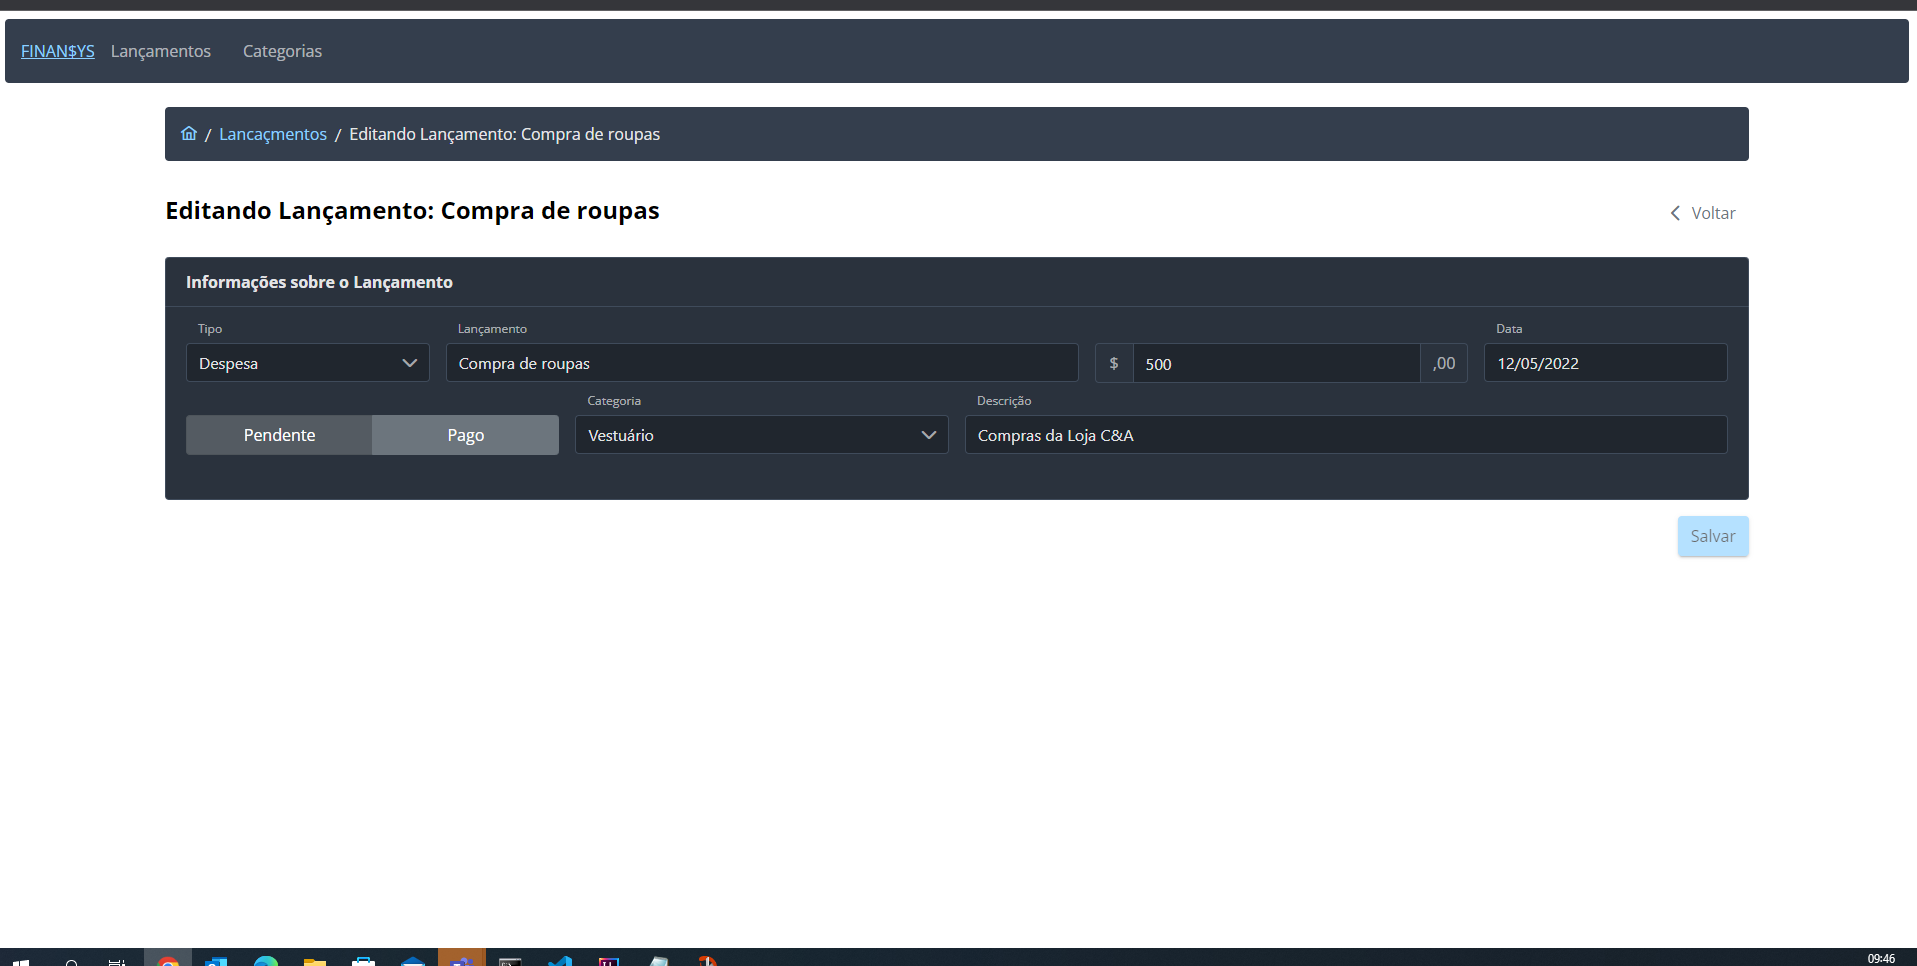 FINAN$YS Lançamentos Categorias
/ Lancaçmentos / Editando Lançamento: Compra de roupas
Editando Lançamento: Compra de roupas
Voltar
Informações sobre o Lançamento
Tipo Lançamento Data
Despesa Compra de roupas $ 500 ,00 12/05/2022
Categoria Descrição
Pendente Pago Vestuário Compras da Loja C&A
Salvar
09:46